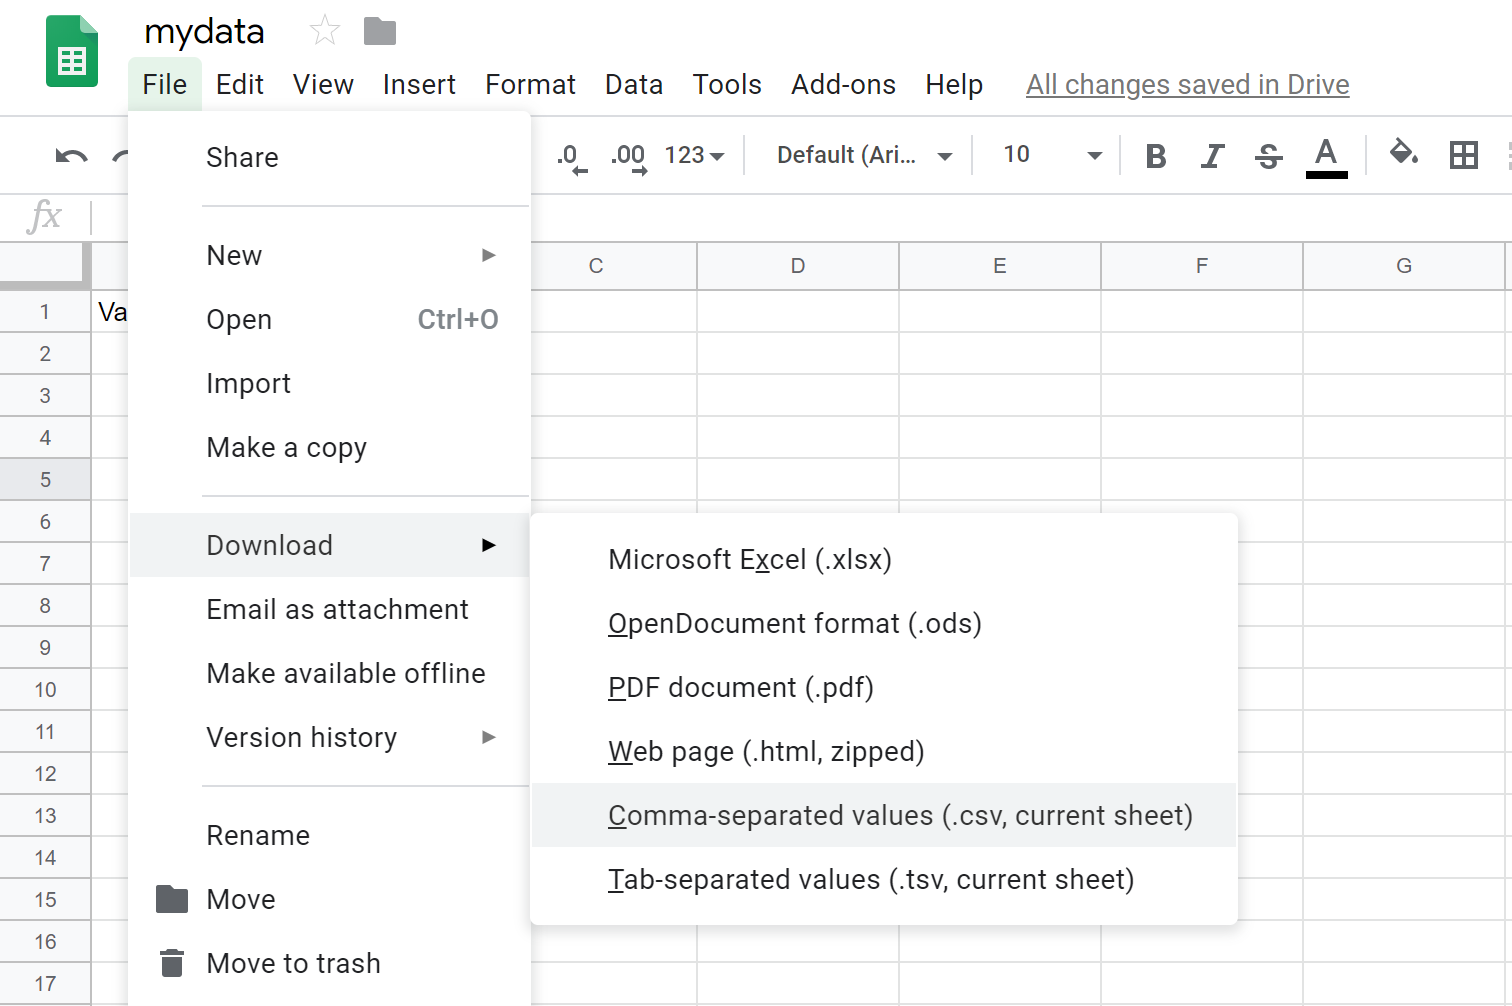 mydata
File Edit View Insert Format Data Tools Add-ons Help All changes saved in Drive
.0 .00 123 Default (Ari... 10 B I S A
fx
C D E F G
1 Va
2
3
4
5
6
7
8
9
10
11
12
13
14
15
16
17
Share
New
Open Ctrl+O
Import
Make a copy
Download
Email as attachment
Make available offline
Version history
Rename
Move
Move to trash
Microsoft Excel (.xlsx)
OpenDocument format (.ods)
PDF document (.pdf)
Web page (.html, zipped)
Comma-separated values (.csv, current sheet)
Tab-separated values (.tsv, current sheet)